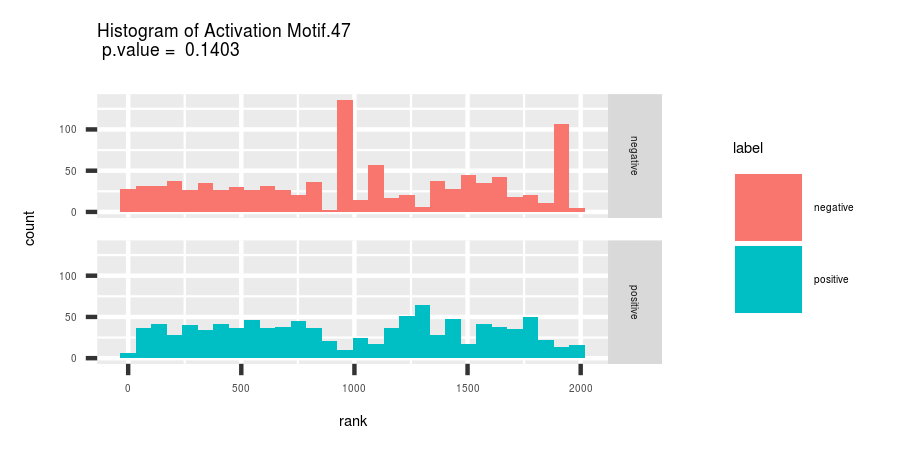 Histogram of Activation Motif.47
p.value = 0.1403
count
100
50
0
negative
100
50
0
positive
0 500 1000 1500 2000
rank
label
negative
positive